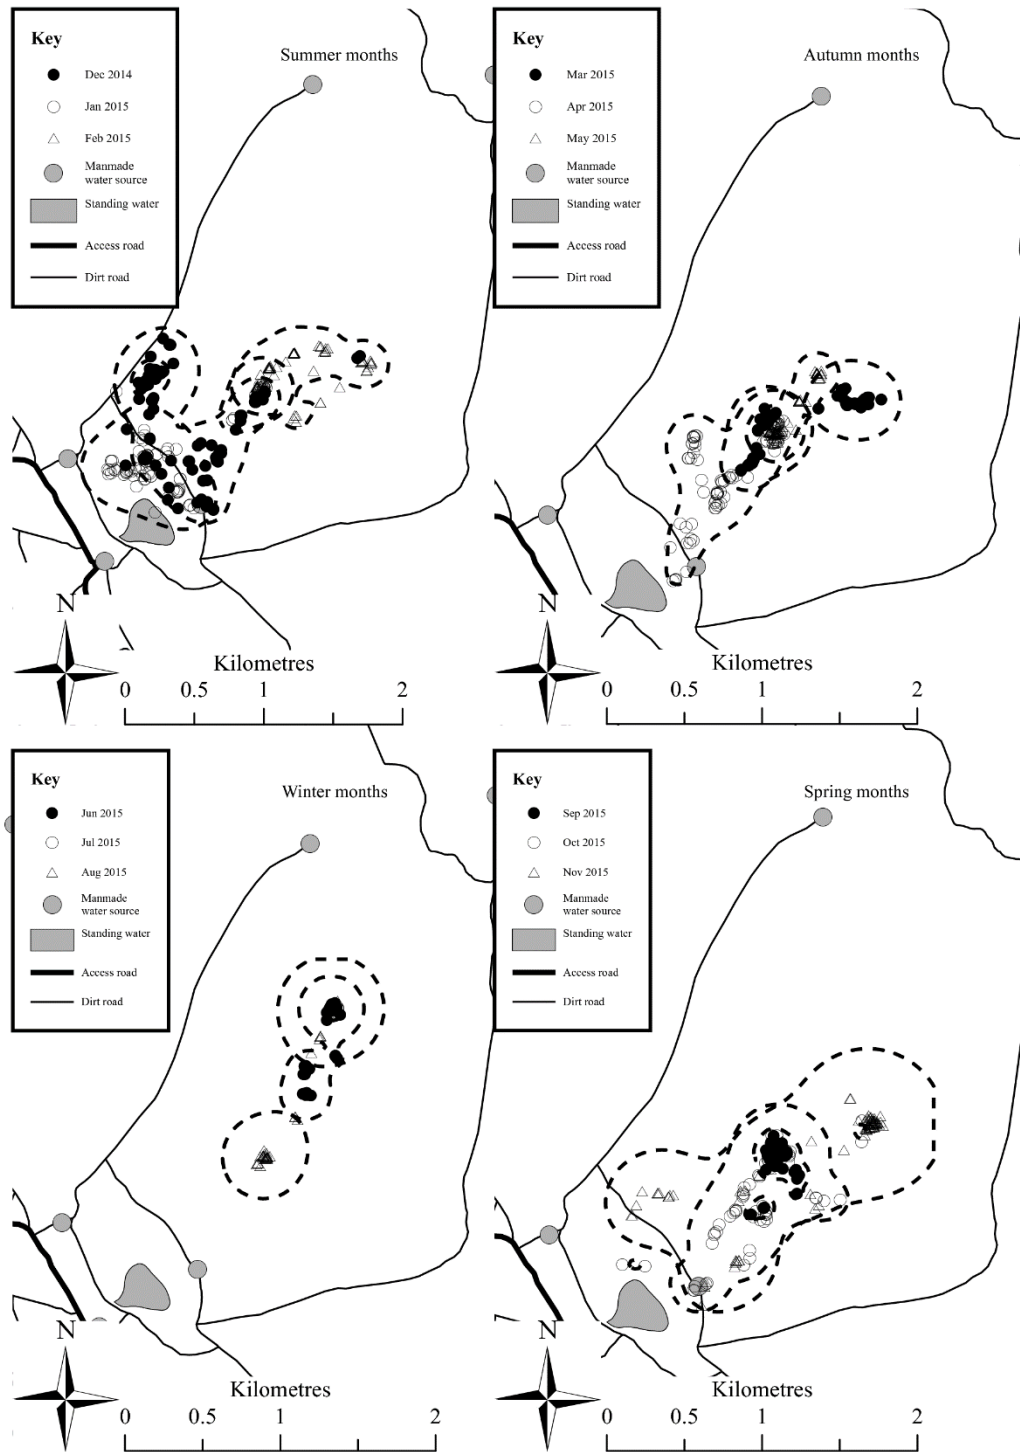 Key
Summer months
Dec 2014
Jan 2015
Feb 2015
Manmade
water source
Standing water
Access road
Dirt road
N
Kilometres
0 0.5 1 2
Key
Autumn months
Mar 2015
Apr 2015
May 2015
Manmade
water source
Standing water
Access road
Dirt road
N
Kilometres
0 0.5 1 2
Key
Winter months
Jun 2015
Jul 2015
Aug 2015
Manmade
water source
Standing water
Access road
Dirt road
N
Kilometres
0 0.5 1 2
Key
Spring months
Sep 2015
Oct 2015
Nov 2015
Manmade
water source
Standing water
Access road
Dirt road
N
Kilometres
0 0.5 1 2